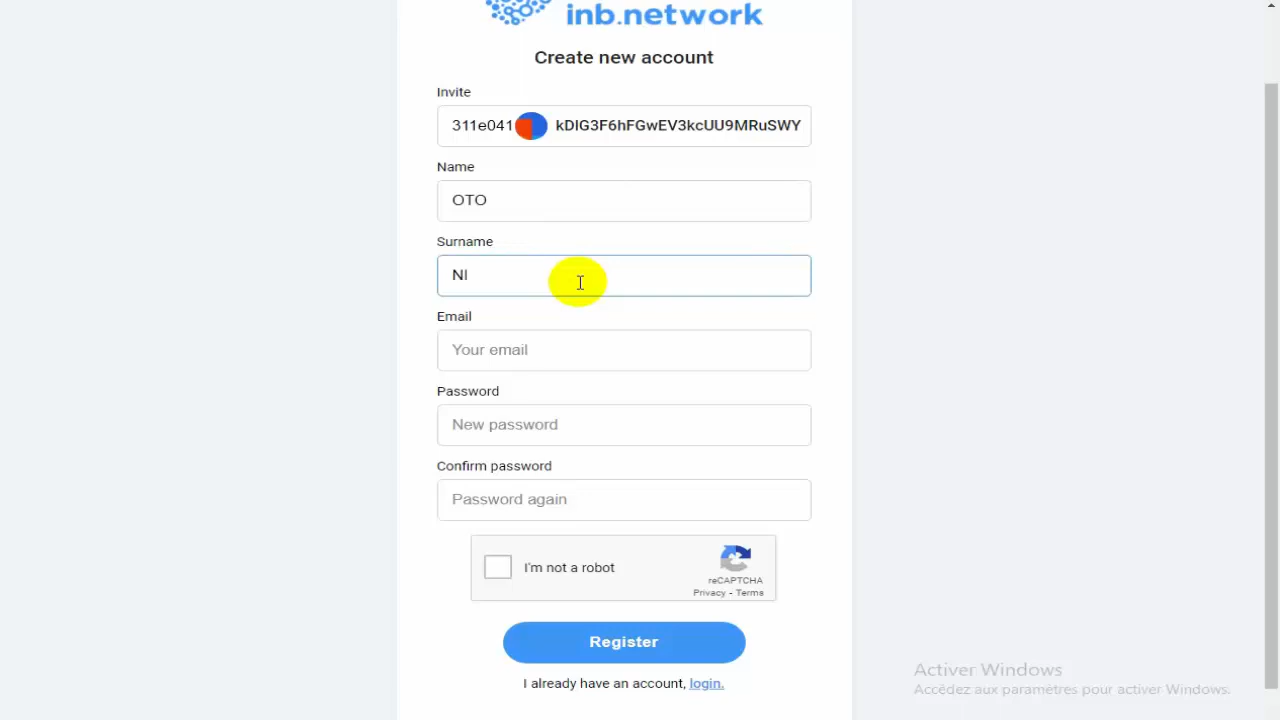 inb.network
Create new account
Invite
311e041 kDIG3F6hFGwEV3kcUU9MRuSWY
Name
OTO
Surname
NI
Email
Your email
Password
New password
Confirm password
Password again
I'm not a robot
reCAPTCHA
Privacy - Terms
Register
I already have an account, login.
Activer Windows
Accédez aux paramètres pour activer Windows.